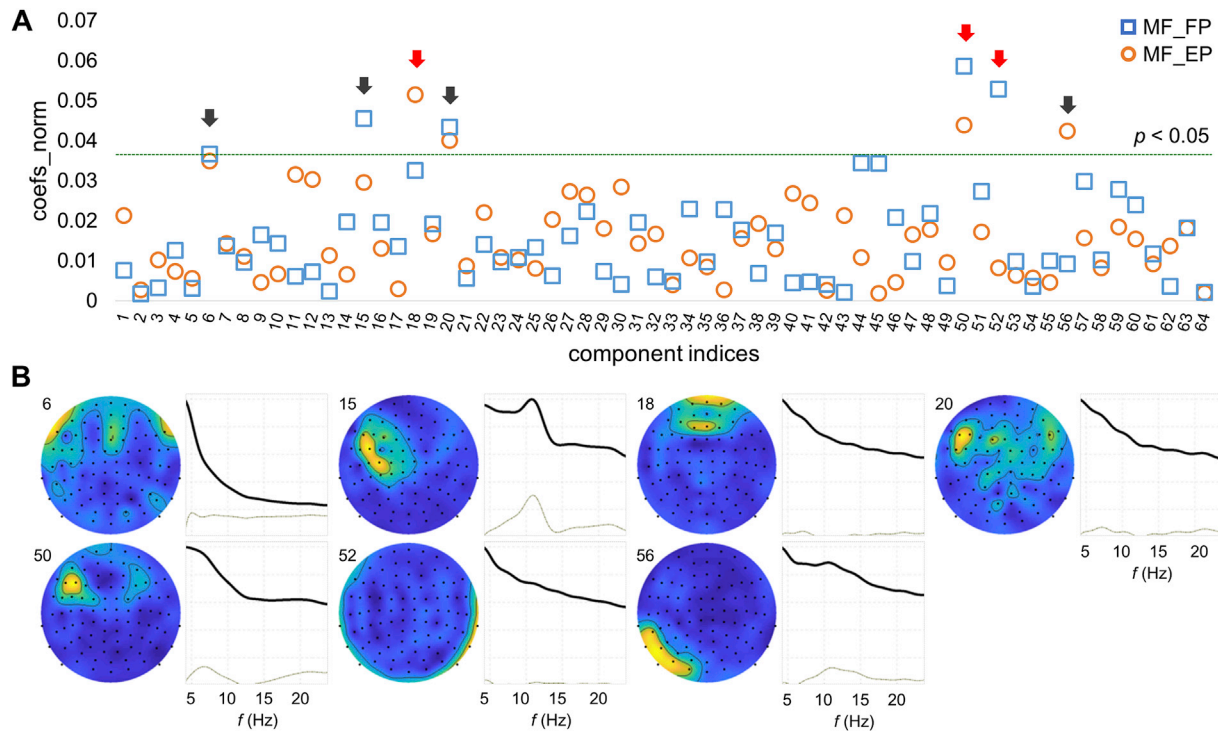 A
0.07
0.06
0.05
0.04
0.03
0.02
0.01
0
coefs_norm
MF_FP
MF_EP
p < 0.05
1 2 3 4 5 6 7 8 9 10 11 12 13 14 15 16 17 18 19 20 21 22 23 24 25 26 27 28 29 30 31 32 33 34 35 36 37 38 39 40 41 42 43 44 45 46 47 48 49 50 51 52 53 54 55 56 57 58 59 60 61 62 63 64
component indices
B
6
15
18
20
5 10 15 20
f (Hz)
50
52
56
5 10 15 20
f (Hz)
5 10 15 20
f (Hz)
5 10 15 20
f (Hz)